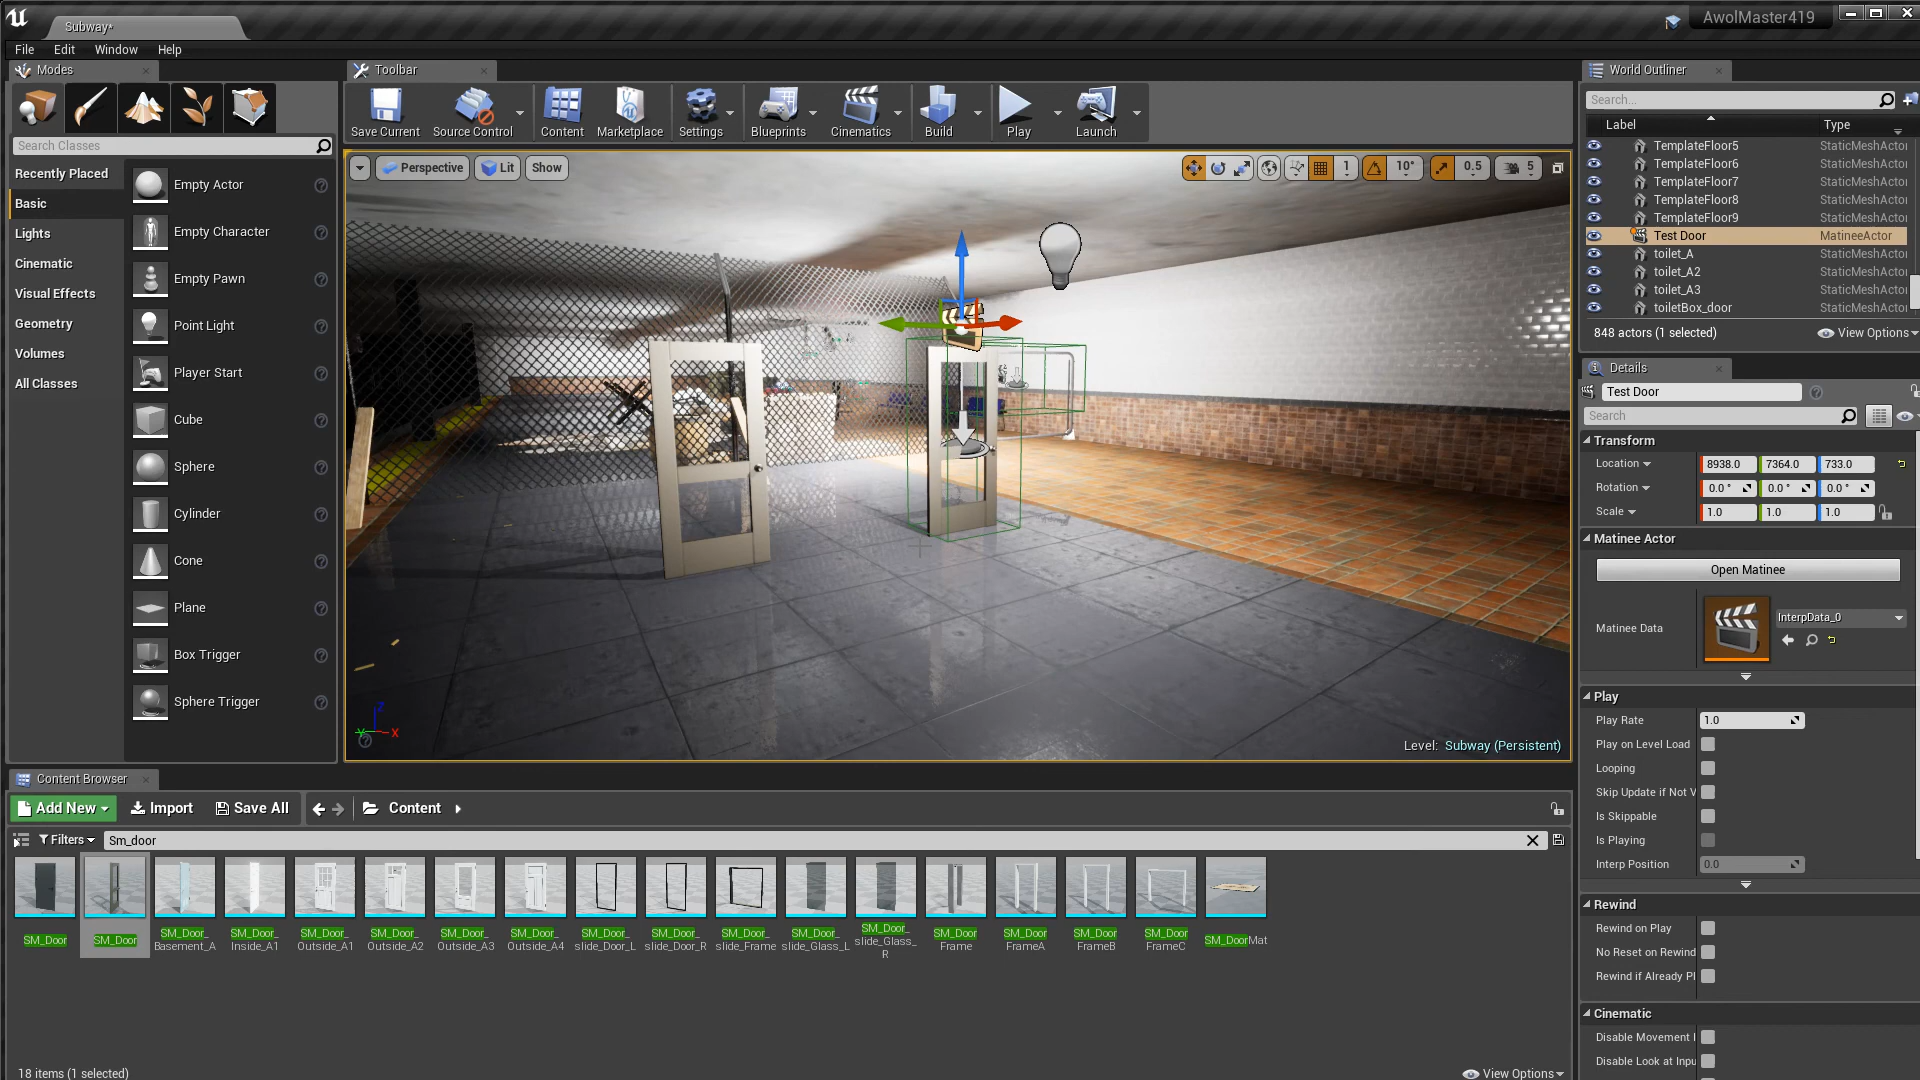 Subway*
AwolMaster419
File Edit Window Help
Modes
Toolbar
World Outliner
Search Classes
Recently Placed
Basic
Lights
Cinematic
Visual Effects
Geometry
Volumes
All Classes
Empty Actor
Empty Character
Empty Pawn
Point Light
Player Start
Cube
Sphere
Cylinder
Cone
Plane
Box Trigger
Sphere Trigger
Save Current
Source Control
Content
Marketplace
Settings
Blueprints
Cinematics
Build
Play
Launch
Perspective
Lit
Show
1
10°
0.5
5
Z
X
Level: Subway (Persistent)
Search...
Label Type
TemplateFloor5 StaticMeshActo
TemplateFloor6 StaticMeshActo
TemplateFloor7 StaticMeshActo
TemplateFloor8 StaticMeshActo
TemplateFloor9 StaticMeshActo
Test Door MatineeActor
toilet_A StaticMeshActo
toilet_A2 StaticMeshActo
toilet_A3 StaticMeshActo
toiletBox_door StaticMeshActo
848 actors (1 selected) View Options
Details
Test Door
Search
Transform
Location 8938.0 7364.0 733.0
Rotation 0.0 ° 0.0 ° 0.0 °
Scale 1.0 1.0 1.0
Matinee Actor
Open Matinee
Matinee Data InterpData_0
Play
Play Rate 1.0
Play on Level Load
Looping
Skip Update if Not V
Is Skippable
Is Playing
Interp Position 0.0
Rewind
Rewind on Play
No Reset on Rewind
Rewind if Already Pl
Cinematic
Disable Movement I
Disable Look at Inpu
Content Browser
Add New Import Save All Content
Filters Sm_door
SM_Door
SM_Door
SM_Door_
Basement_A
SM_Door_
Inside_A1
SM_Door_
Outside_A1
SM_Door_
Outside_A2
SM_Door_
Outside_A3
SM_Door_
Outside_A4
SM_Door_
slide_Door_L
SM_Door_
slide_Door_R
SM_Door_
slide_Frame
SM_Door_
slide_Glass_L
SM_Door_
slide_Glass_
R
SM_Door
Frame
SM_Door
FrameA
SM_Door
FrameB
SM_Door
FrameC
SM_DoorMat
18 items (1 selected) View Options